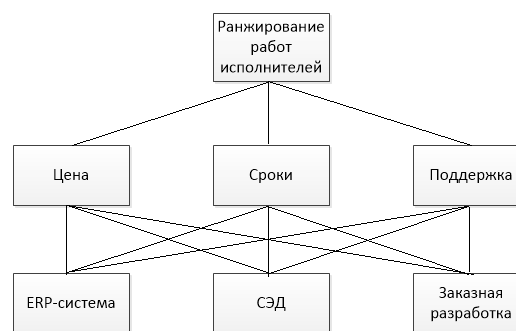 Ранжирование
работ
исполнителей
Цена
Сроки
Поддержка
ERP-система
СЭД
Заказная
разработка